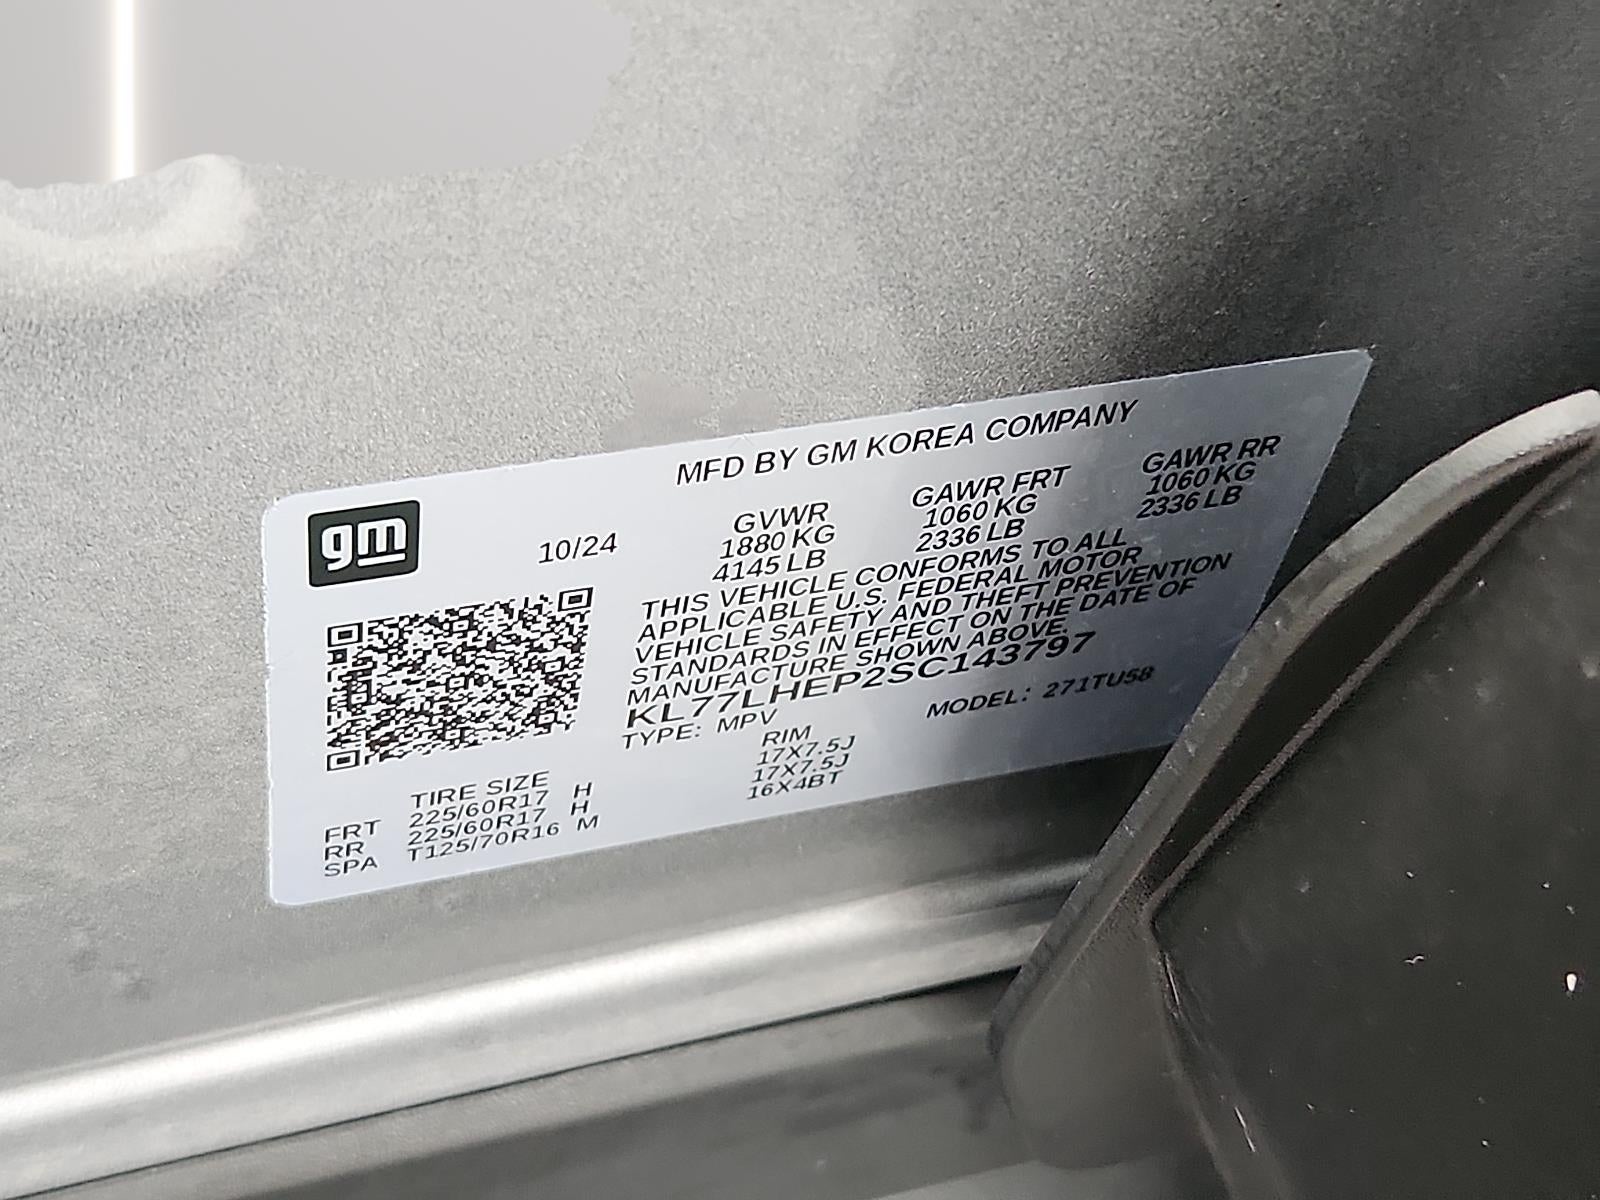 MFD BY GM KOREA COMPANY
gm
10/24
GVWR GAWR FRT GAWR RR
1880 KG 1060 KG 1060 KG
4145 LB 2336 LB 2336 LB
THIS VEHICLE CONFORMS TO ALL
APPLICABLE U.S. FEDERAL MOTOR
VEHICLE SAFETY AND THEFT PREVENTION
STANDARDS IN EFFECT ON THE DATE OF
MANUFACTURE SHOWN ABOVE.
KL77LHEP2SC143797
TYPE: MPV MODEL: 271TU58
TIRE SIZE RIM
FRT 225/60R17 H 17X7.5J
RR 225/60R17 H 17X7.5J
SPA T125/70R16 M 16X4BT